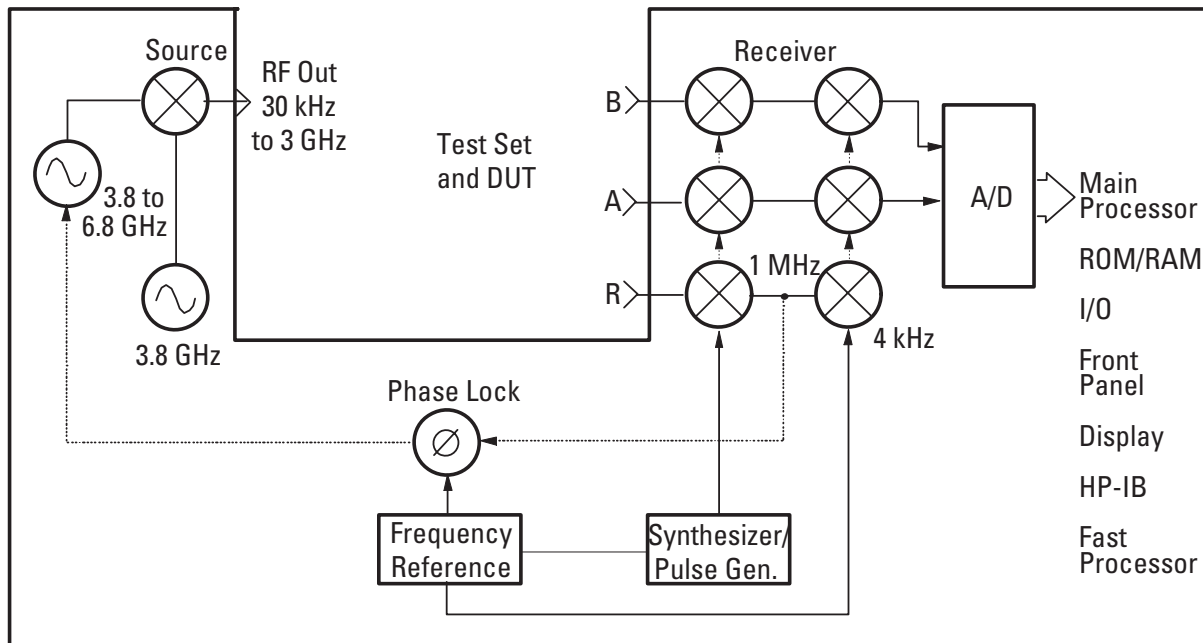 Source
RF Out
30 kHz
to 3 GHz
3.8 to
6.8 GHz
3.8 GHz
Test Set
and DUT
Receiver
B
A
R
1 MHz
4 kHz
A/D
Main
Processor
ROM/RAM
I/O
Front
Panel
Display
HP-IB
Fast
Processor
Phase Lock
Ø
Frequency
Reference
Synthesizer/
Pulse Gen.